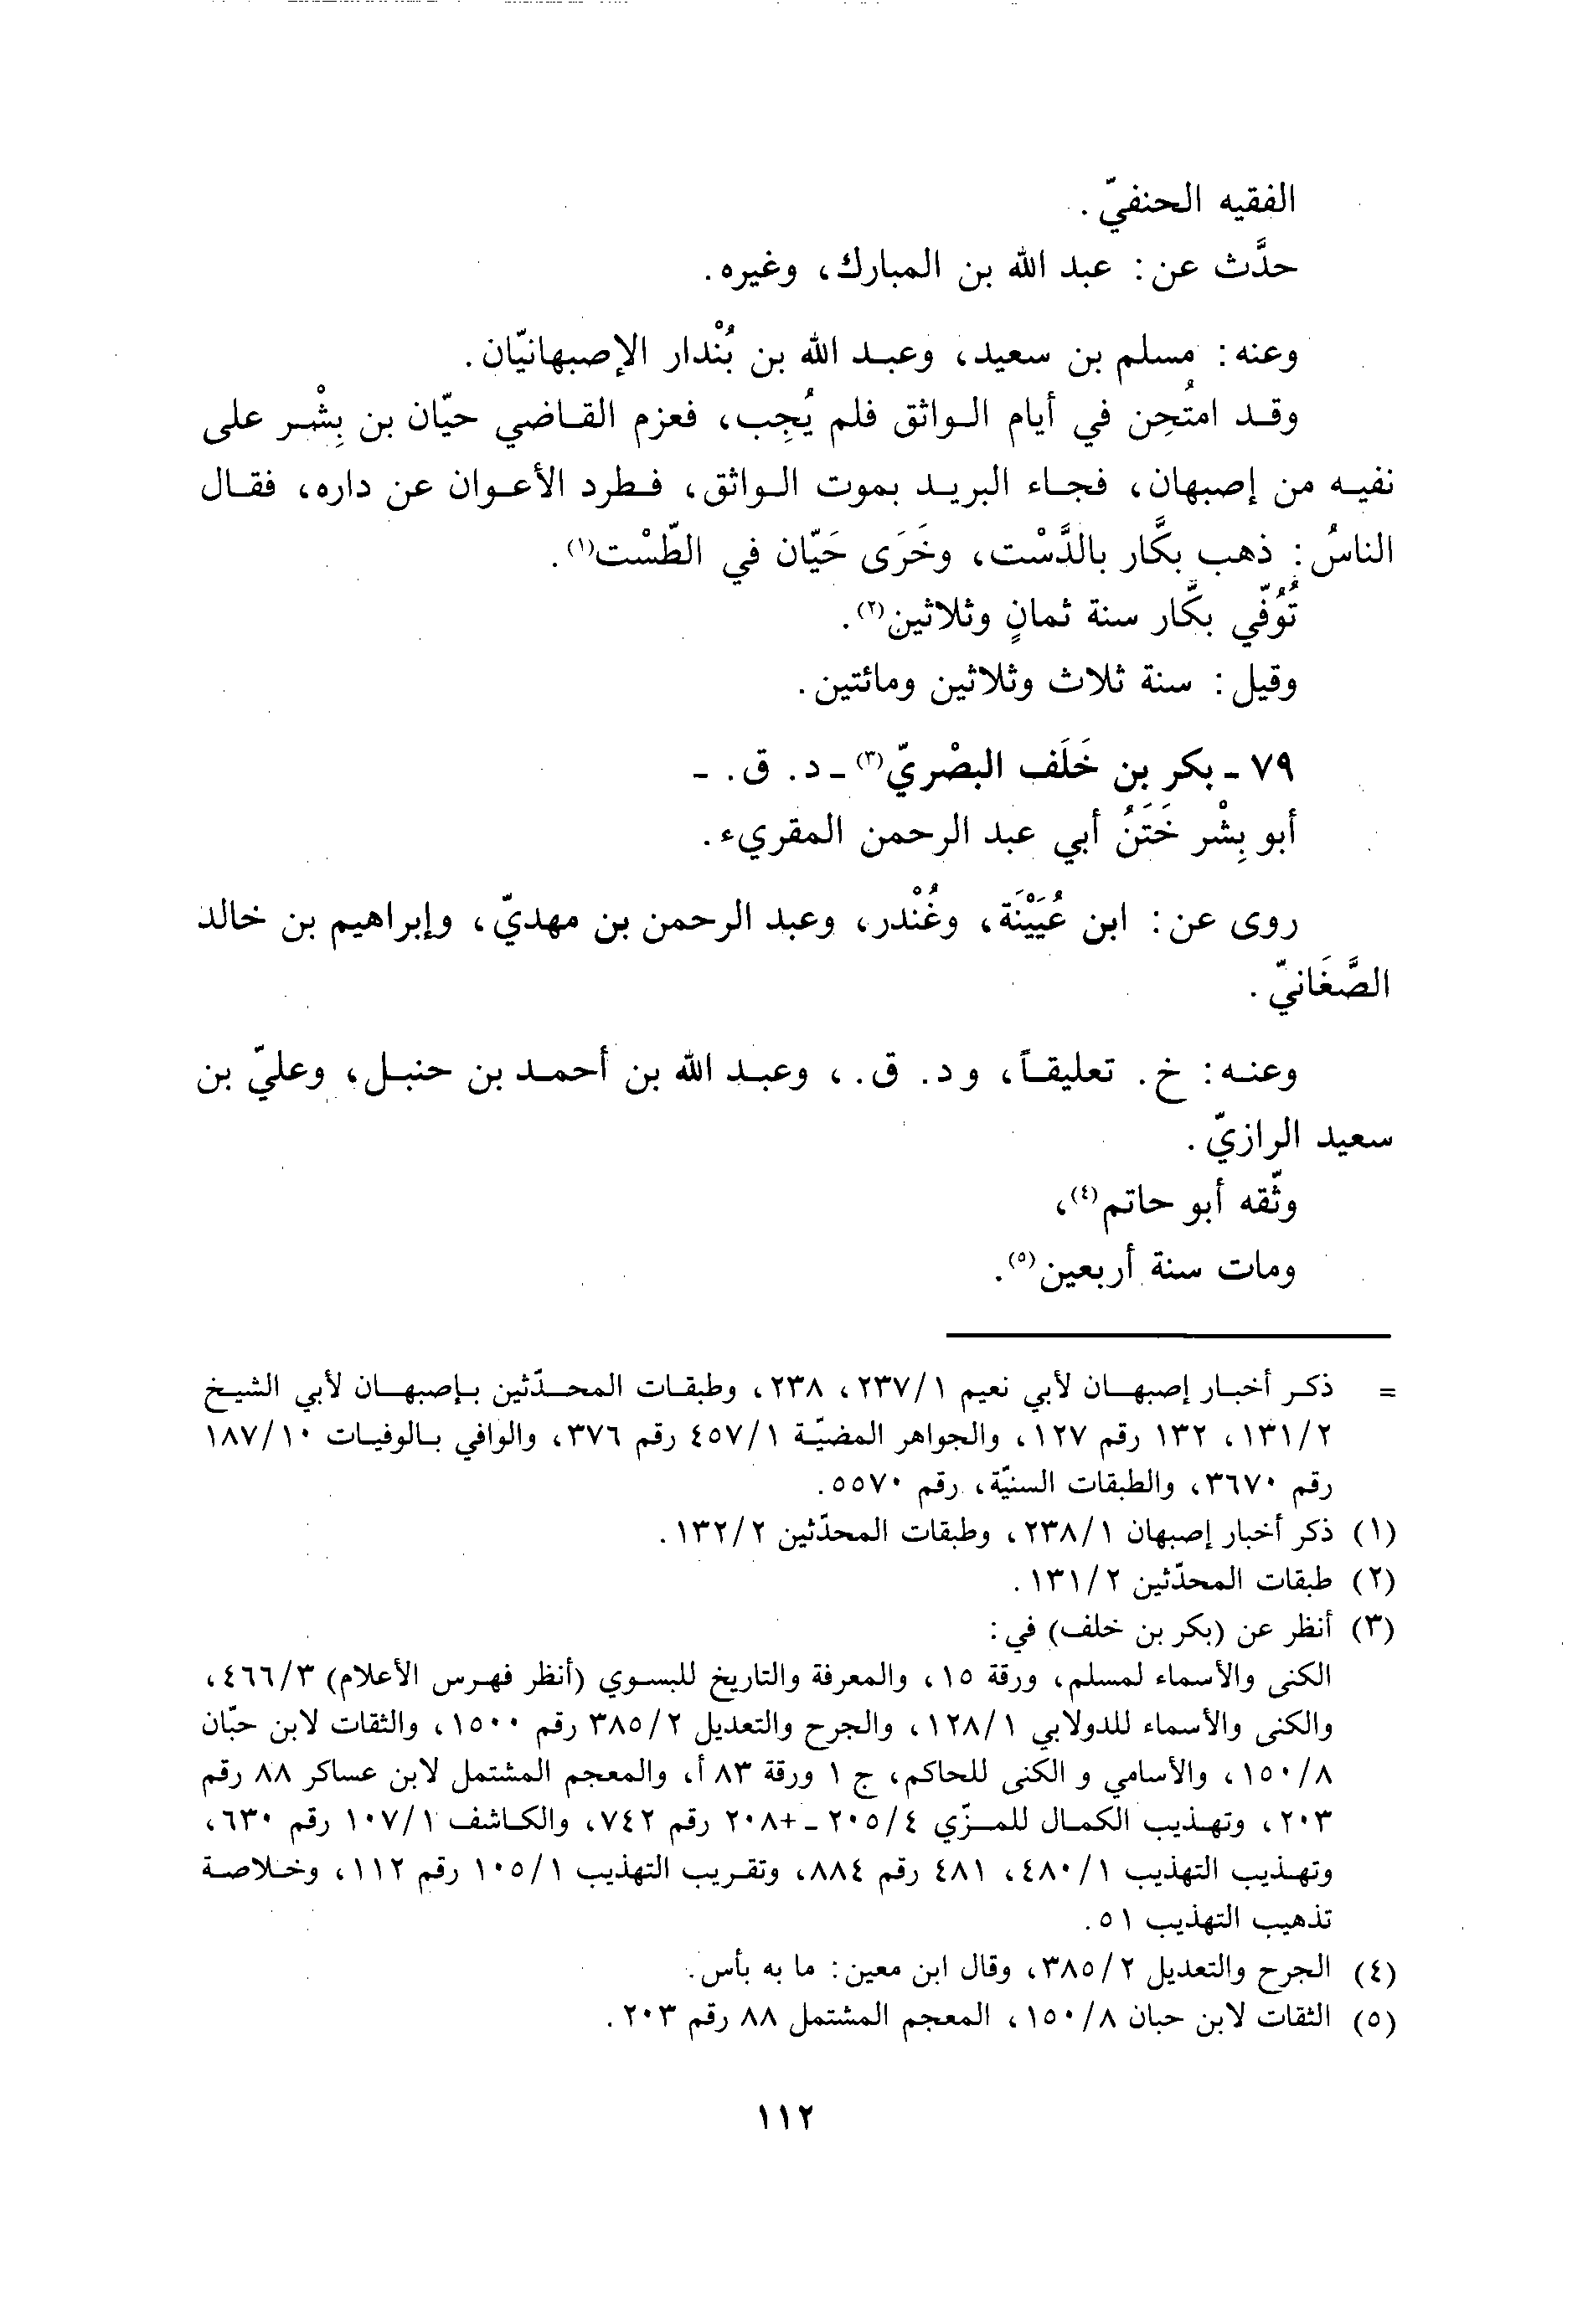 الفقيه الحنفيّ.
حدَّث عن: عبد الله بن المبارك، وغيره.
وعنه: مسلم بن سعيد، وعبد الله بن بُنْدار الإصبهانيّان.
وقد امتُحِن في أيام الواثق فلم يُجِب، فعزم القاضي حيّان بن بِشْر على
نفيه من إصبهان، فجاء البريد بموت الواثق، فطرد الأعوان عن داره، فقال
الناسُ: ذهب بكَّار بالدَّسْت، وخَرَى حَيّان في الطّسْت(١).
تُوُفّي بكَّار سنة ثمانٍ وثلاثين(٢).
وقيل: سنة ثلاث وثلاثين ومائتين.
٧٩ - بكر بن خَلَف البصْريّ(٣) - د. ق. -
أبو بِشْر خَتَنُ أبي عبد الرحمن المقريء.
روى عن: ابن عُيَيْنَة، وغُنْدر، وعبد الرحمن بن مهديّ، وإبراهيم بن خالد
الصَّغَانيّ.
وعنه: خ. تعليقاً، و د. ق.، وعبد الله بن أحمد بن حنبل، وعليّ بن
سعيد الرازيّ.
وثّقه أبو حاتم(٤)،
ومات سنة أربعين(٥).
= ذكر أخبار إصبهان لأبي نعيم ٢٣٧/١، ٢٣٨، وطبقات المحدّثين بإصبهان لأبي الشيخ
١٣١/٢، ١٣٢ رقم ١٢٧، والجواهر المضيّة ٤٥٧/١ رقم ٣٧٦، والوافي بالوفيات ١٨٧/١٠
رقم ٣٦٧٠، والطبقات السنيّة، رقم ٥٥٧٠.
(١) ذكر أخبار إصبهان ٢٣٨/١، وطبقات المحدّثين ١٣٢/٢.
(٢) طبقات المحدّثين ١٣١/٢.
(٣) أنظر عن (بكر بن خلف) في:
الكنى والأسماء لمسلم، ورقة ١٥، والمعرفة والتاريخ للبسوي (أنظر فهرس الأعلام) ٤٦٦/٣،
والكنى والأسماء للدولابي ١٢٨/١، والجرح والتعديل ٣٨٥/٢ رقم ١٥٠٠، والثقات لابن حبّان
١٥٠/٨، والأسامي و الكنى للحاكم، ج ١ ورقة ٨٣ أ، والمعجم المشتمل لابن عساكر ٨٨ رقم
٢٠٣، وتهذيب الكمال للمزّي ٢٠٥/٤ - +٢٠٨ رقم ٧٤٢، والكاشف ١٠٧/١ رقم ٦٣٠،
وتهذيب التهذيب ٤٨٠/١، ٤٨١ رقم ٨٨٤، وتقريب التهذيب ١٠٥/١ رقم ١١٢، وخلاصة
تذهيب التهذيب ٥١.
(٤) الجرح والتعديل ٣٨٥/٢، وقال ابن معين: ما به بأس.
(٥) الثقات لابن حبان ١٥٠/٨، المعجم المشتمل ٨٨ رقم ٢٠٣.
١١٢